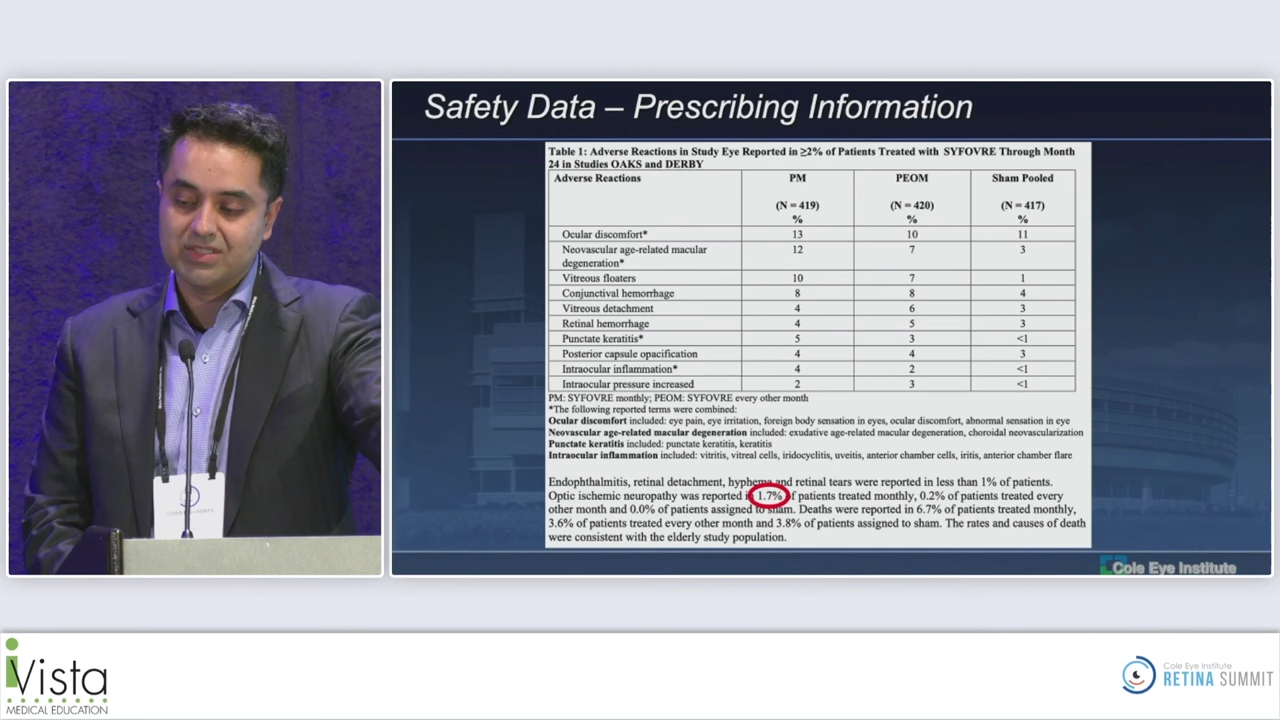 Safety Data – Prescribing Information
Table 1: Adverse Reactions in Study Eye Reported in ≥2% of Patients Treated with SYFOVRE Through Month
24 in Studies OAKS and DERBY
Adverse Reactions PM PEOM Sham Pooled
(N = 419) (N = 420) (N = 417)
% % %
Ocular discomfort* 13 10 11
Neovascular age-related macular 12 7 3
degeneration*
Vitreous floaters 10 7 1
Conjunctival hemorrhage 8 8 4
Vitreous detachment 4 6 3
Retinal hemorrhage 4 5 3
Punctate keratitis* 5 3 <1
Posterior capsule opacification 4 4 3
Intraocular inflammation* 4 2 <1
Intraocular pressure increased 2 3 <1
PM: SYFOVRE monthly; PEOM: SYFOVRE every other month
*The following reported terms were combined:
Ocular discomfort included: eye pain, eye irritation, foreign body sensation in eyes, ocular discomfort, abnormal sensation in eye
Neovascular age-related macular degeneration included: exudative age-related macular degeneration, choroidal neovascularization
Punctate keratitis included: punctate keratitis, keratitis
Intraocular inflammation included: vitritis, vitreal cells, iridocyclitis, uveitis, anterior chamber cells, iritis, anterior chamber flare
Endophthalmitis, retinal detachment, hyphema and retinal tears were reported in less than 1% of patients.
Optic ischemic neuropathy was reported in 1.7% of patients treated monthly, 0.2% of patients treated every
other month and 0.0% of patients assigned to sham. Deaths were reported in 6.7% of patients treated monthly,
3.6% of patients treated every other month and 3.8% of patients assigned to sham. The rates and causes of death
were consistent with the elderly study population.
Cole Eye Institute
iVista
MEDICAL EDUCATION
Cole Eye Institute
RETINA SUMMIT